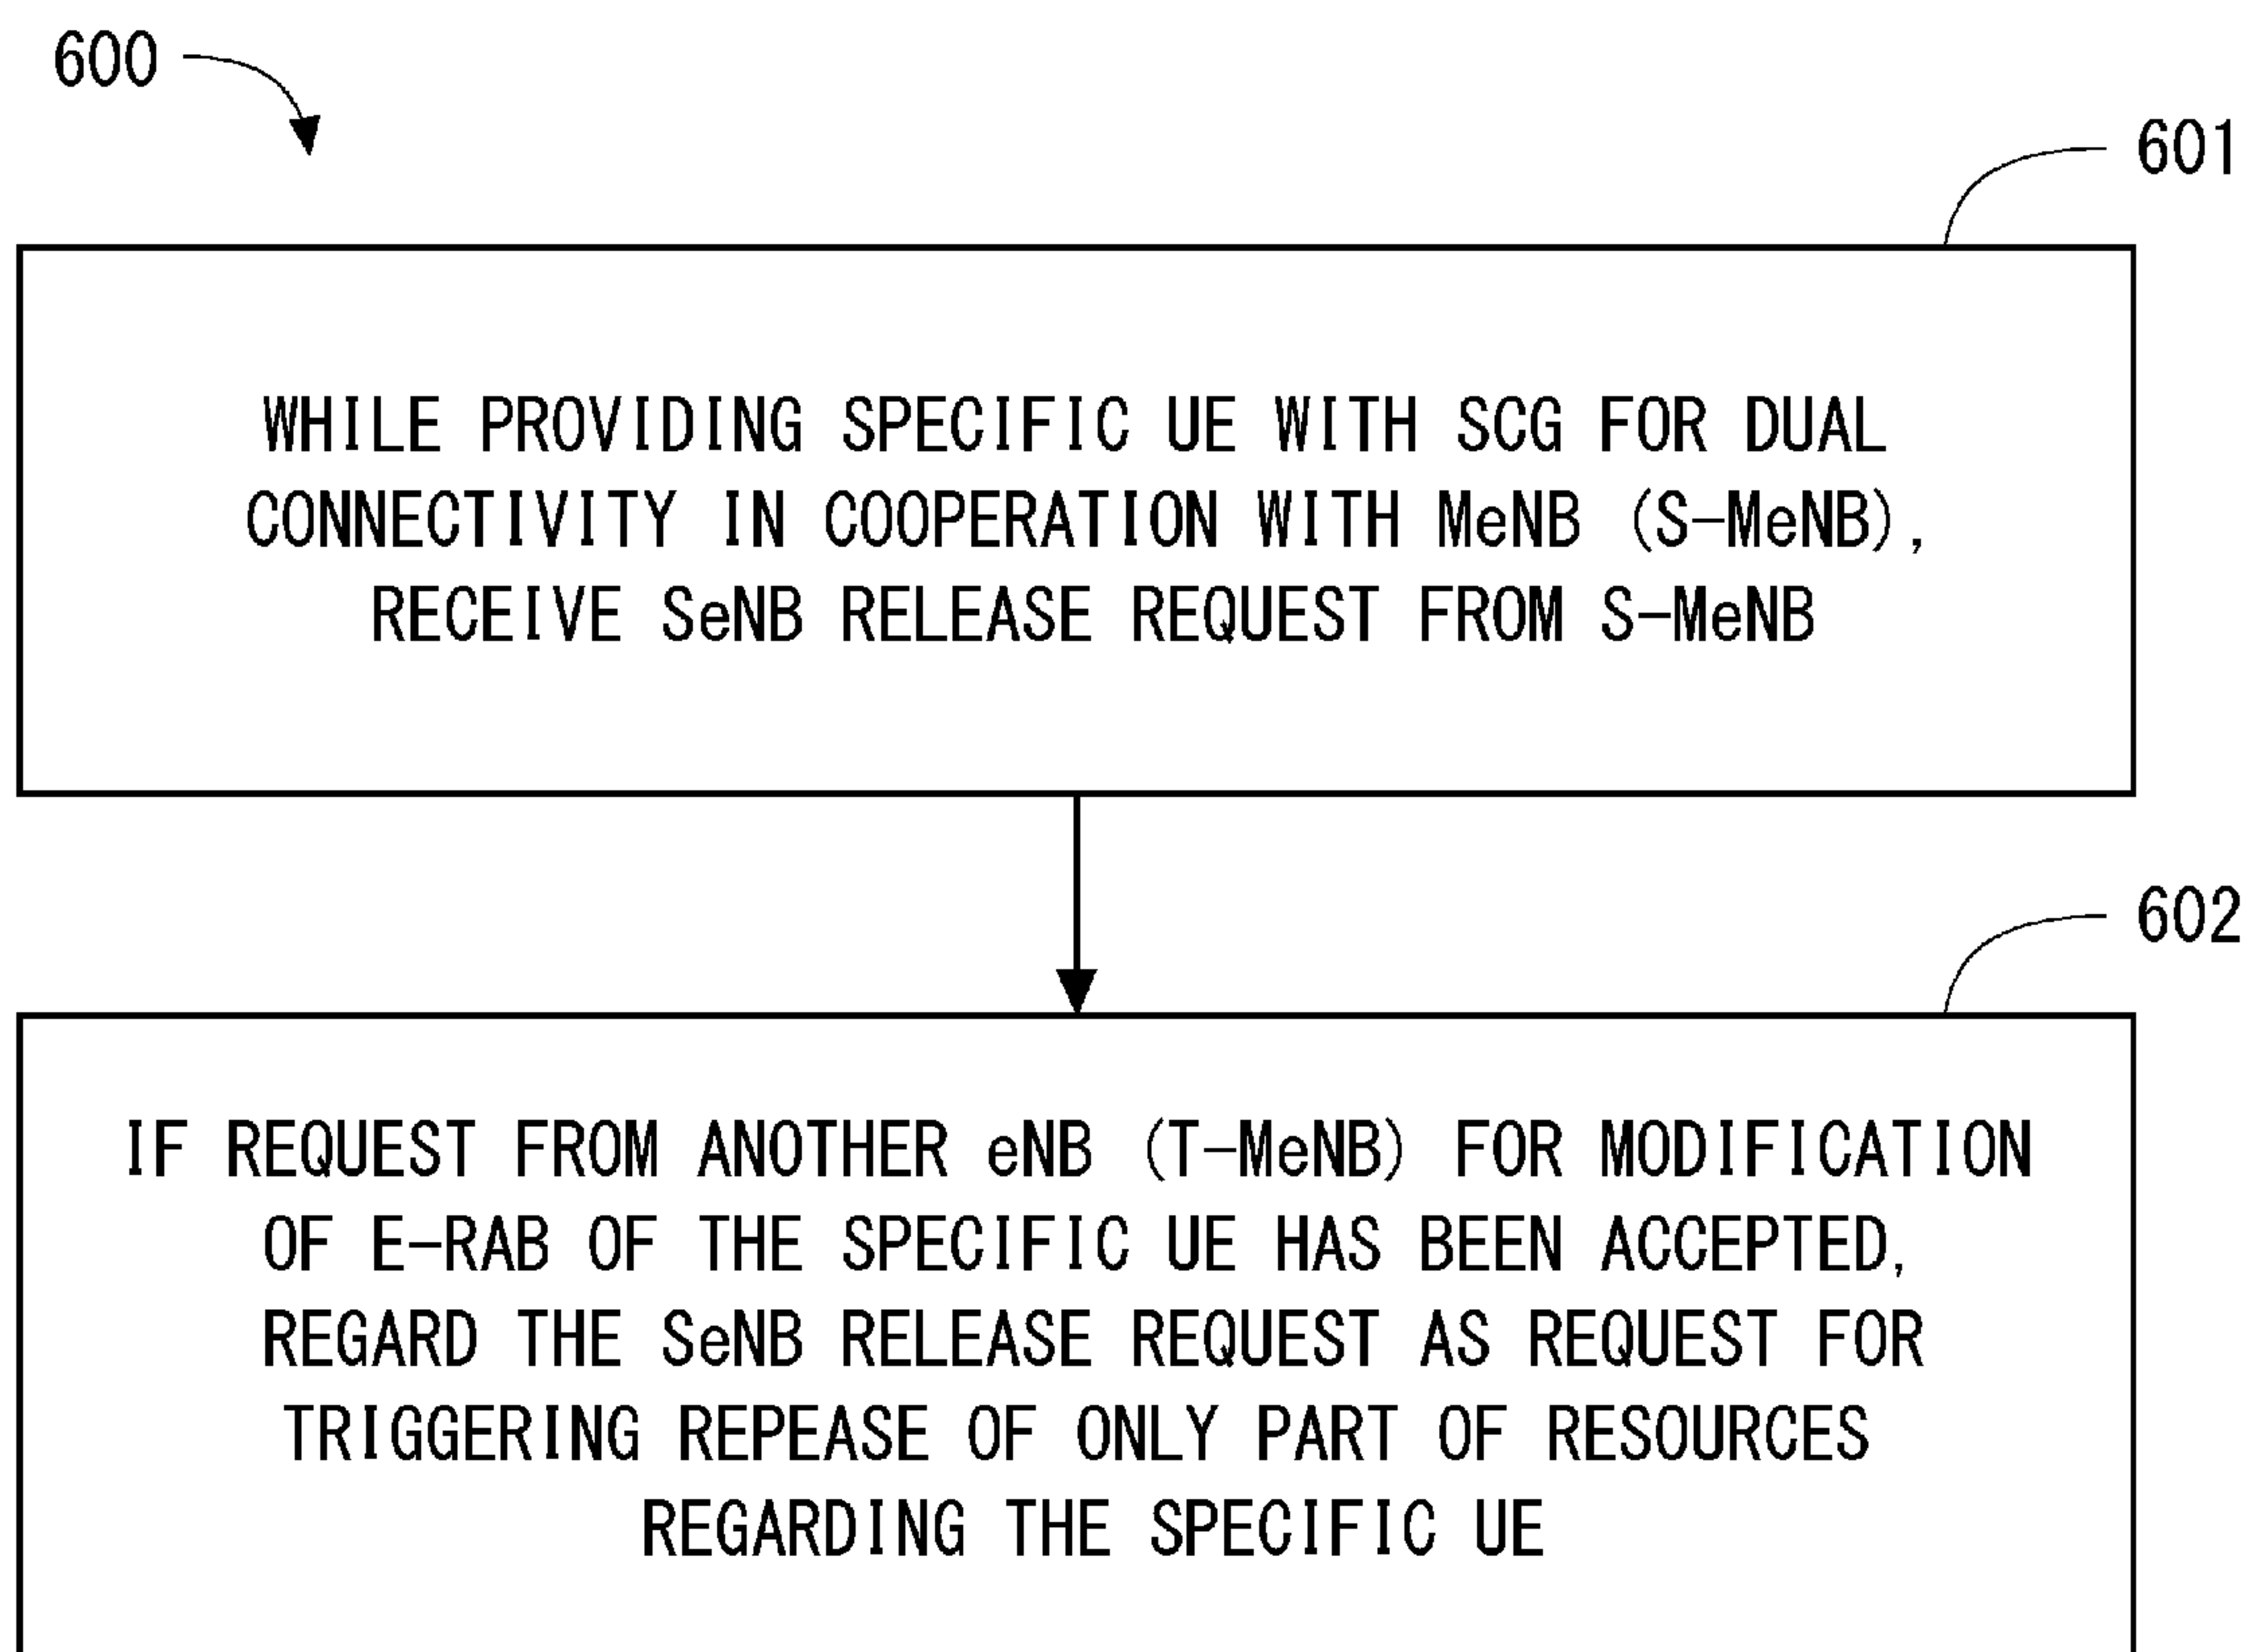 600
601
WHILE PROVIDING SPECIFIC UE WITH SCG FOR DUAL
CONNECTIVITY IN COOPERATION WITH MeNB (S-MeNB),
RECEIVE SeNB RELEASE REQUEST FROM S-MeNB
602
IF REQUEST FROM ANOTHER eNB (T-MeNB) FOR MODIFICATION
OF E-RAB OF THE SPECIFIC UE HAS BEEN ACCEPTED,
REGARD THE SeNB RELEASE REQUEST AS REQUEST FOR
TRIGGERING REPEASE OF ONLY PART OF RESOURCES
REGARDING THE SPECIFIC UE